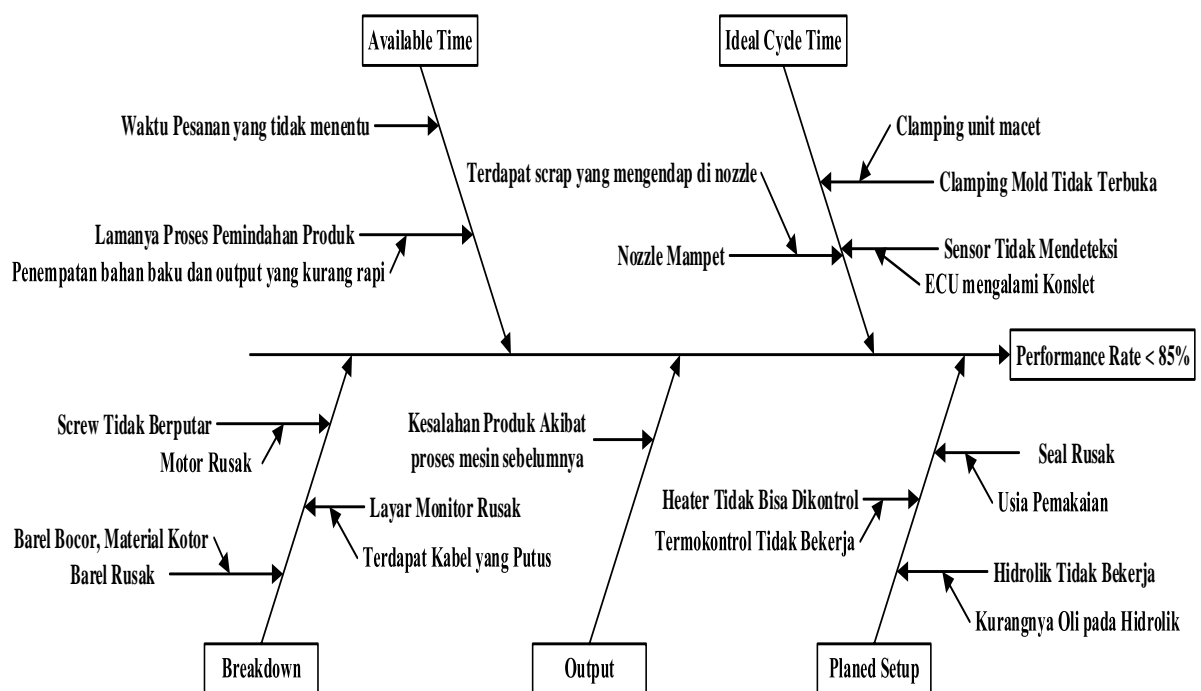 Available Time
Ideal Cycle Time
Waktu Pesanan yang tidak menentu
Clamping unit macet
Terdapat scrap yang mengendap di nozzle
Clamping Mold Tidak Terbuka
Lamanya Proses Pemindahan Produk
Penempatan bahan baku dan output yang kurang rapi
Nozzle Mampet
Sensor Tidak Mendeteksi
ECU mengalami Konslet
Performance Rate < 85%
Screw Tidak Berputar
Motor Rusak
Kesalahan Produk Akibat
proses mesin sebelumnya
Seal Rusak
Usia Pemakaian
Layar Monitor Rusak
Terdapat Kabel yang Putus
Heater Tidak Bisa Dikontrol
Termokontrol Tidak Bekerja
Barel Bocor, Material Kotor
Barel Rusak
Hidrolik Tidak Bekerja
Kurangnya Oli pada Hidrolik
Breakdown
Output
Planed Setup